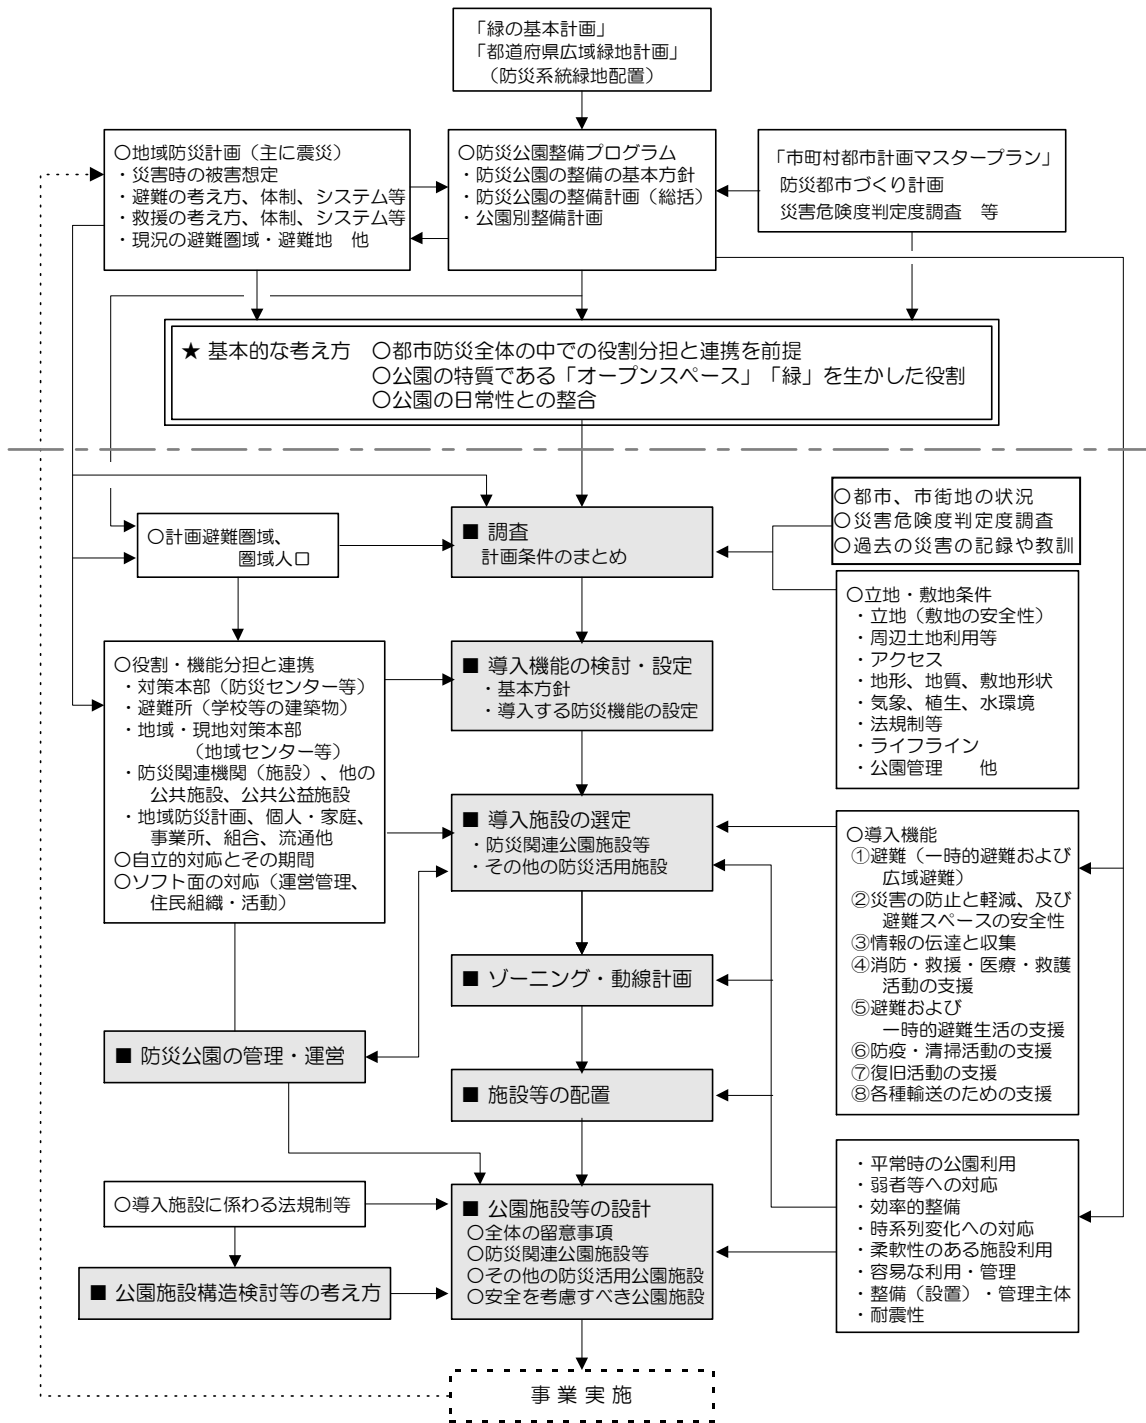 「緑の基本計画」
「都道府県広域緑地計画」
（防災系統緑地配置）
○地域防災計画（主に震災）
・災害時の被害想定
・避難の考え方、体制、システム等
・救援の考え方、体制、システム等
・現況の避難圏域・避難地　他
○防災公園整備プログラム
・防災公園の整備の基本方針
・防災公園の整備計画（総括）
・公園別整備計画
「市町村都市計画マスタープラン」
防災都市づくり計画
災害危険度判定度調査　等
★ 基本的な考え方　○都市防災全体の中での役割分担と連携を前提
○公園の特質である「オープンスペース」「緑」を生かした役割
○公園の日常性との整合
○計画避難圏域、
圏域人口
■ 調査
計画条件のまとめ
○都市、市街地の状況
○災害危険度判定度調査
○過去の災害の記録や教訓
○立地・敷地条件
・立地（敷地の安全性）
・周辺土地利用等
・アクセス
・地形、地質、敷地形状
・気象、植生、水環境
・法規制等
・ライフライン
・公園管理　　他
○役割・機能分担と連携
・対策本部（防災センター等）
・避難所（学校等の建築物）
・地域・現地対策本部
（地域センター等）
・防災関連機関（施設）、他の
公共施設、公共公益施設
・地域防災計画、個人・家庭、
事業所、組合、流通他
○自立的対応とその期間
○ソフト面の対応（運営管理、
住民組織・活動）
■ 導入機能の検討・設定
・基本方針
・導入する防災機能の設定
■ 導入施設の選定
・防災関連公園施設等
・その他の防災活用施設
○導入機能
①避難（一時的避難および
広域避難）
②災害の防止と軽減、及び
避難スペースの安全性
③情報の伝達と収集
④消防・救援・医療・救護
活動の支援
⑤避難および
一時的避難生活の支援
⑥防疫・清掃活動の支援
⑦復旧活動の支援
⑧各種輸送のための支援
■ ゾーニング・動線計画
■ 防災公園の管理・運営
■ 施設等の配置
・平常時の公園利用
・弱者等への対応
・効率的整備
・時系列変化への対応
・柔軟性のある施設利用
・容易な利用・管理
・整備（設置）・管理主体
・耐震性
○導入施設に係わる法規制等
■ 公園施設等の設計
○全体の留意事項
○防災関連公園施設等
○その他の防災活用公園施設
○安全を考慮すべき公園施設
■ 公園施設構造検討等の考え方
事 業 実 施